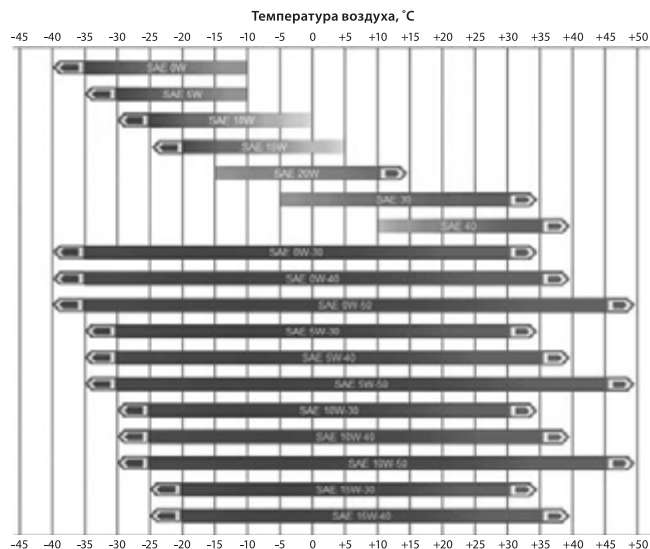 Температура воздуха, °C
–45 –40 –35 –30 –25 –20 –15 –10 –5 0 +5 +10 +15 +20 +25 +30 +35 +40 +45 +50
SAE 0W
SAE 5W
SAE 10W
SAE 15W
SAE 20W
SAE 30
SAE 40
SAE 0W-30
SAE 0W-40
SAE 0W-50
SAE 5W-30
SAE 5W-40
SAE 5W-50
SAE 10W-30
SAE 10W-40
SAE 10W-50
SAE 15W-30
SAE 15W-40
–45 –40 –35 –30 –25 –20 –15 –10 –5 0 +5 +10 +15 +20 +25 +30 +35 +40 +45 +50